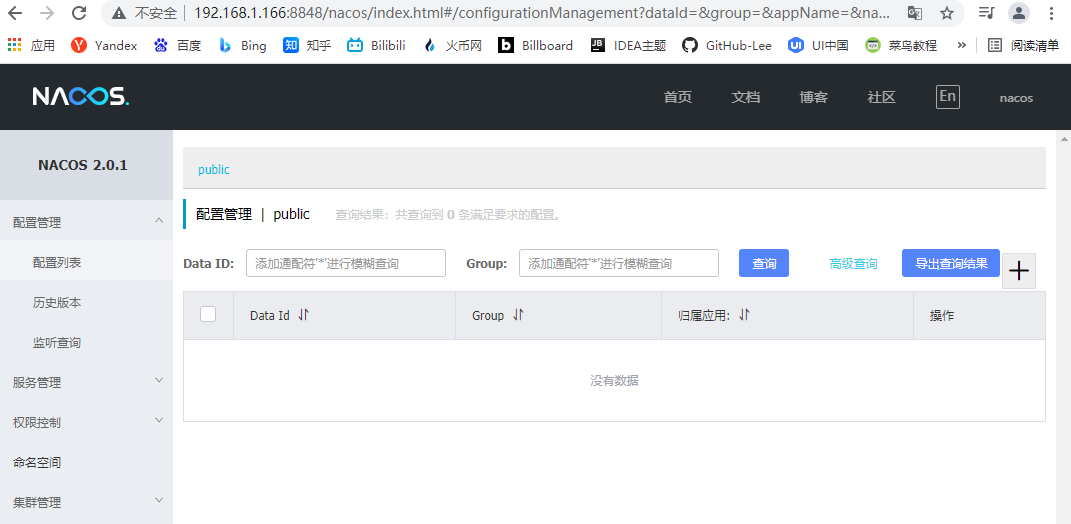 不安全 192.168.1.166:8848/nacos/index.html#/configurationManagement?dataId=&group=&appName=&na...
应用 Yandex 百度 Bing 知乎 Bilibili 火币网 Billboard IDEA主题 GitHub-Lee UI中国 菜鸟教程 » 阅读清单
NACOS. 首页 文档 博客 社区 En nacos
NACOS 2.0.1
配置管理
配置列表
历史版本
监听查询
服务管理
权限控制
命名空间
集群管理
public
配置管理 | public 查询结果：共查询到 0 条满足要求的配置。
Data ID: 添加通配符'*'进行模糊查询 Group: 添加通配符'*'进行模糊查询 查询 高级查询 导出查询结果 +
Data Id Group 归属应用: 操作
没有数据